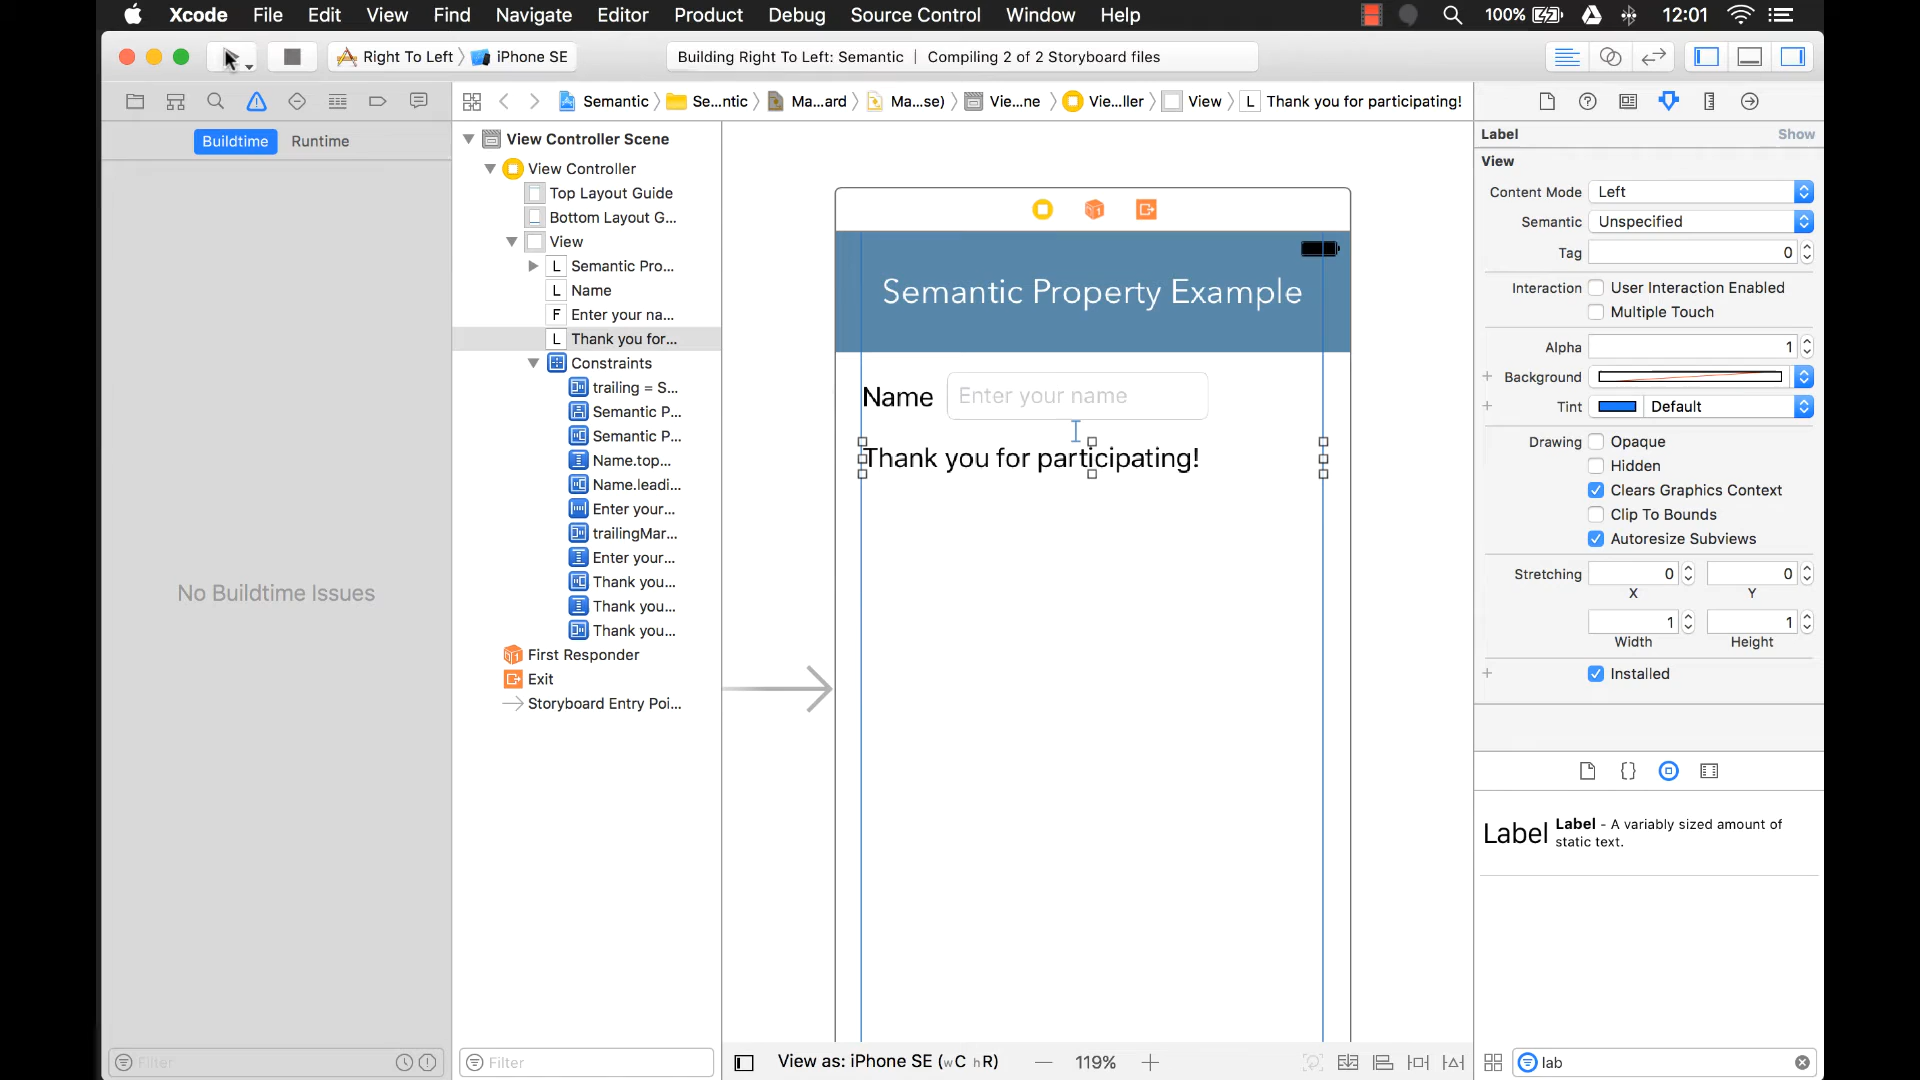 Xcode File Edit View Find Navigate Editor Product Debug Source Control Window Help 100% 12:01
Right To Left iPhone SE
Building Right To Left: Semantic | Compiling 2 of 2 Storyboard files
Semantic Se...ntic Ma...ard Ma...se) Vie...ne Vie...ller View L Thank you for participating!
Buildtime Runtime
No Buildtime Issues
Filter
View Controller Scene
View Controller
Top Layout Guide
Bottom Layout G...
View
L Semantic Pro...
L Name
F Enter your na...
L Thank you for...
Constraints
trailing = S...
Semantic P...
Semantic P...
Name.top...
Name.leadi...
Enter your...
trailingMar...
Enter your...
Thank you...
Thank you...
Thank you...
First Responder
Exit
Storyboard Entry Poi...
Filter
Semantic Property Example
Name Enter your name
Thank you for participating!
View as: iPhone SE (wC hR)
119%
Label Show
View
Content Mode Left
Semantic Unspecified
Tag 0
Interaction User Interaction Enabled
Multiple Touch
Alpha 1
Background
Tint Default
Drawing Opaque
Hidden
Clears Graphics Context
Clip To Bounds
Autoresize Subviews
Stretching 0 0
X Y
1 1
Width Height
Installed
Label Label - A variably sized amount of
static text.
lab